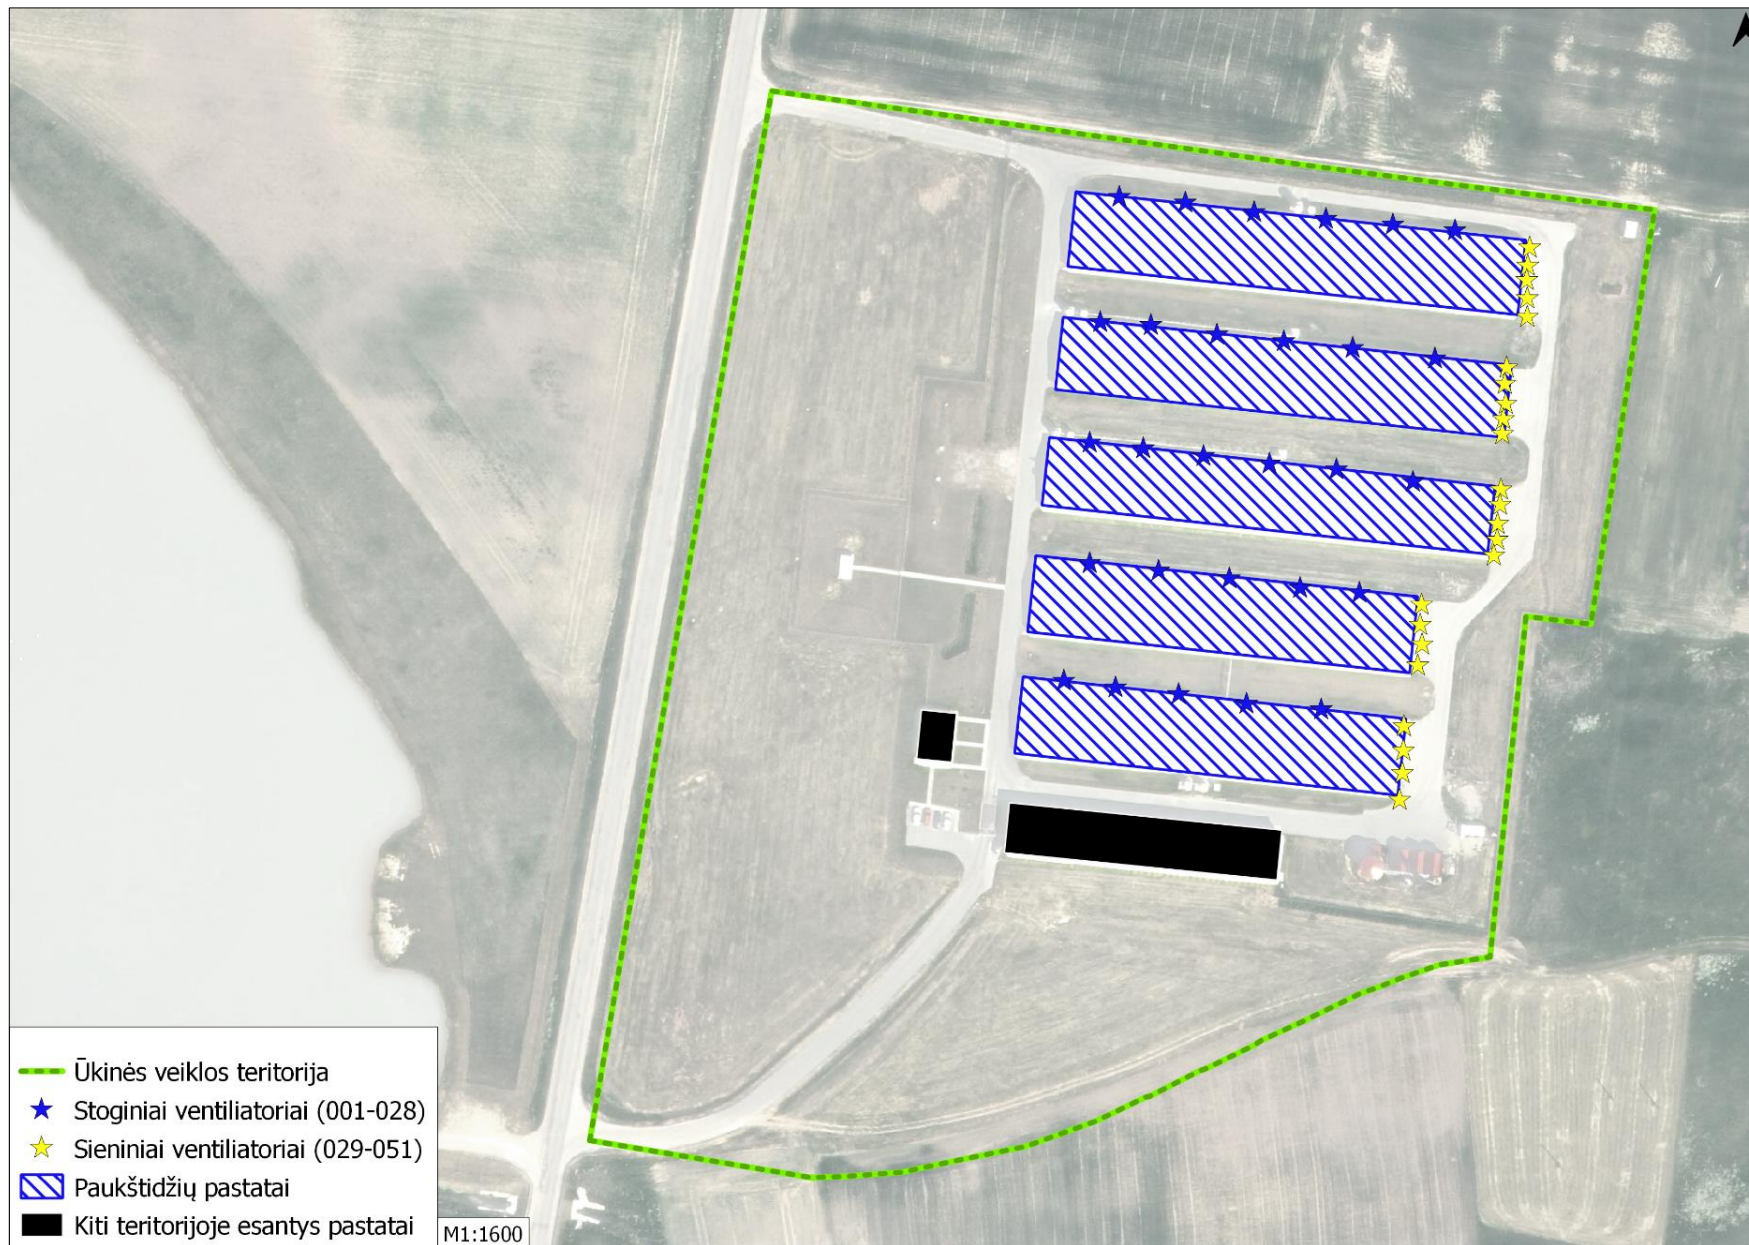 Ūkinės veiklos teritorija
Stoginiai ventiliatoriai (001-028)
Sieniniai ventiliatoriai (029-051)
Paukštidžių pastatai
Kiti teritorijoje esantys pastatai
M1:1600